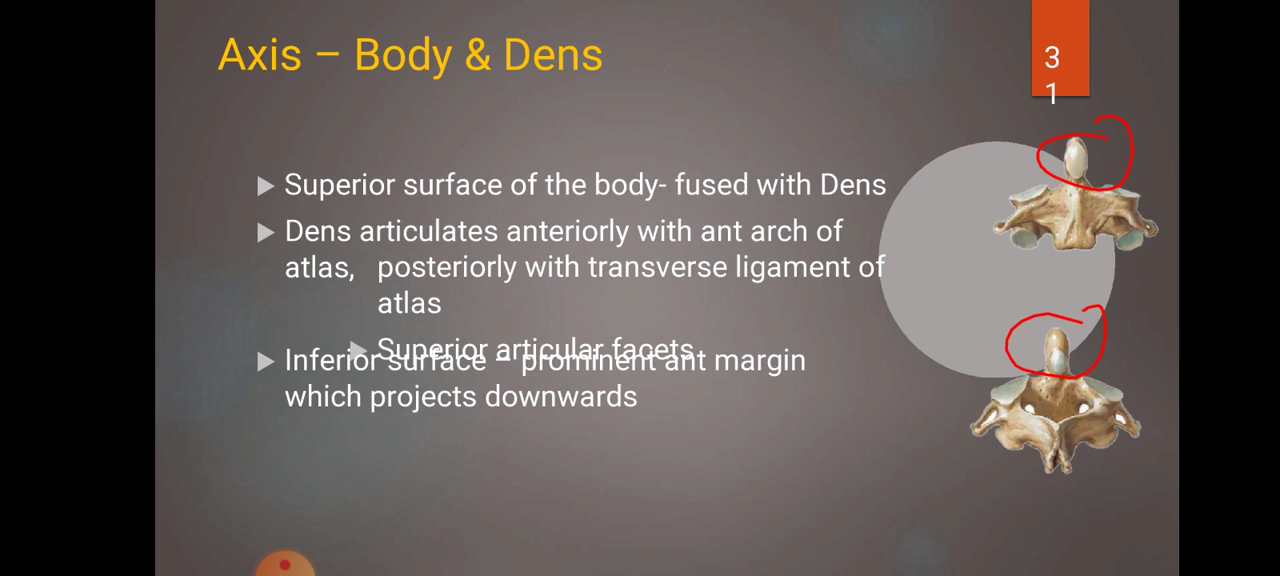 Axis – Body & Dens
3
1
Superior surface of the body- fused with Dens
Dens articulates anteriorly with ant arch of
atlas, posteriorly with transverse ligament of
atlas
Superior articular facets
Inferior surface – prominent ant margin
which projects downwards